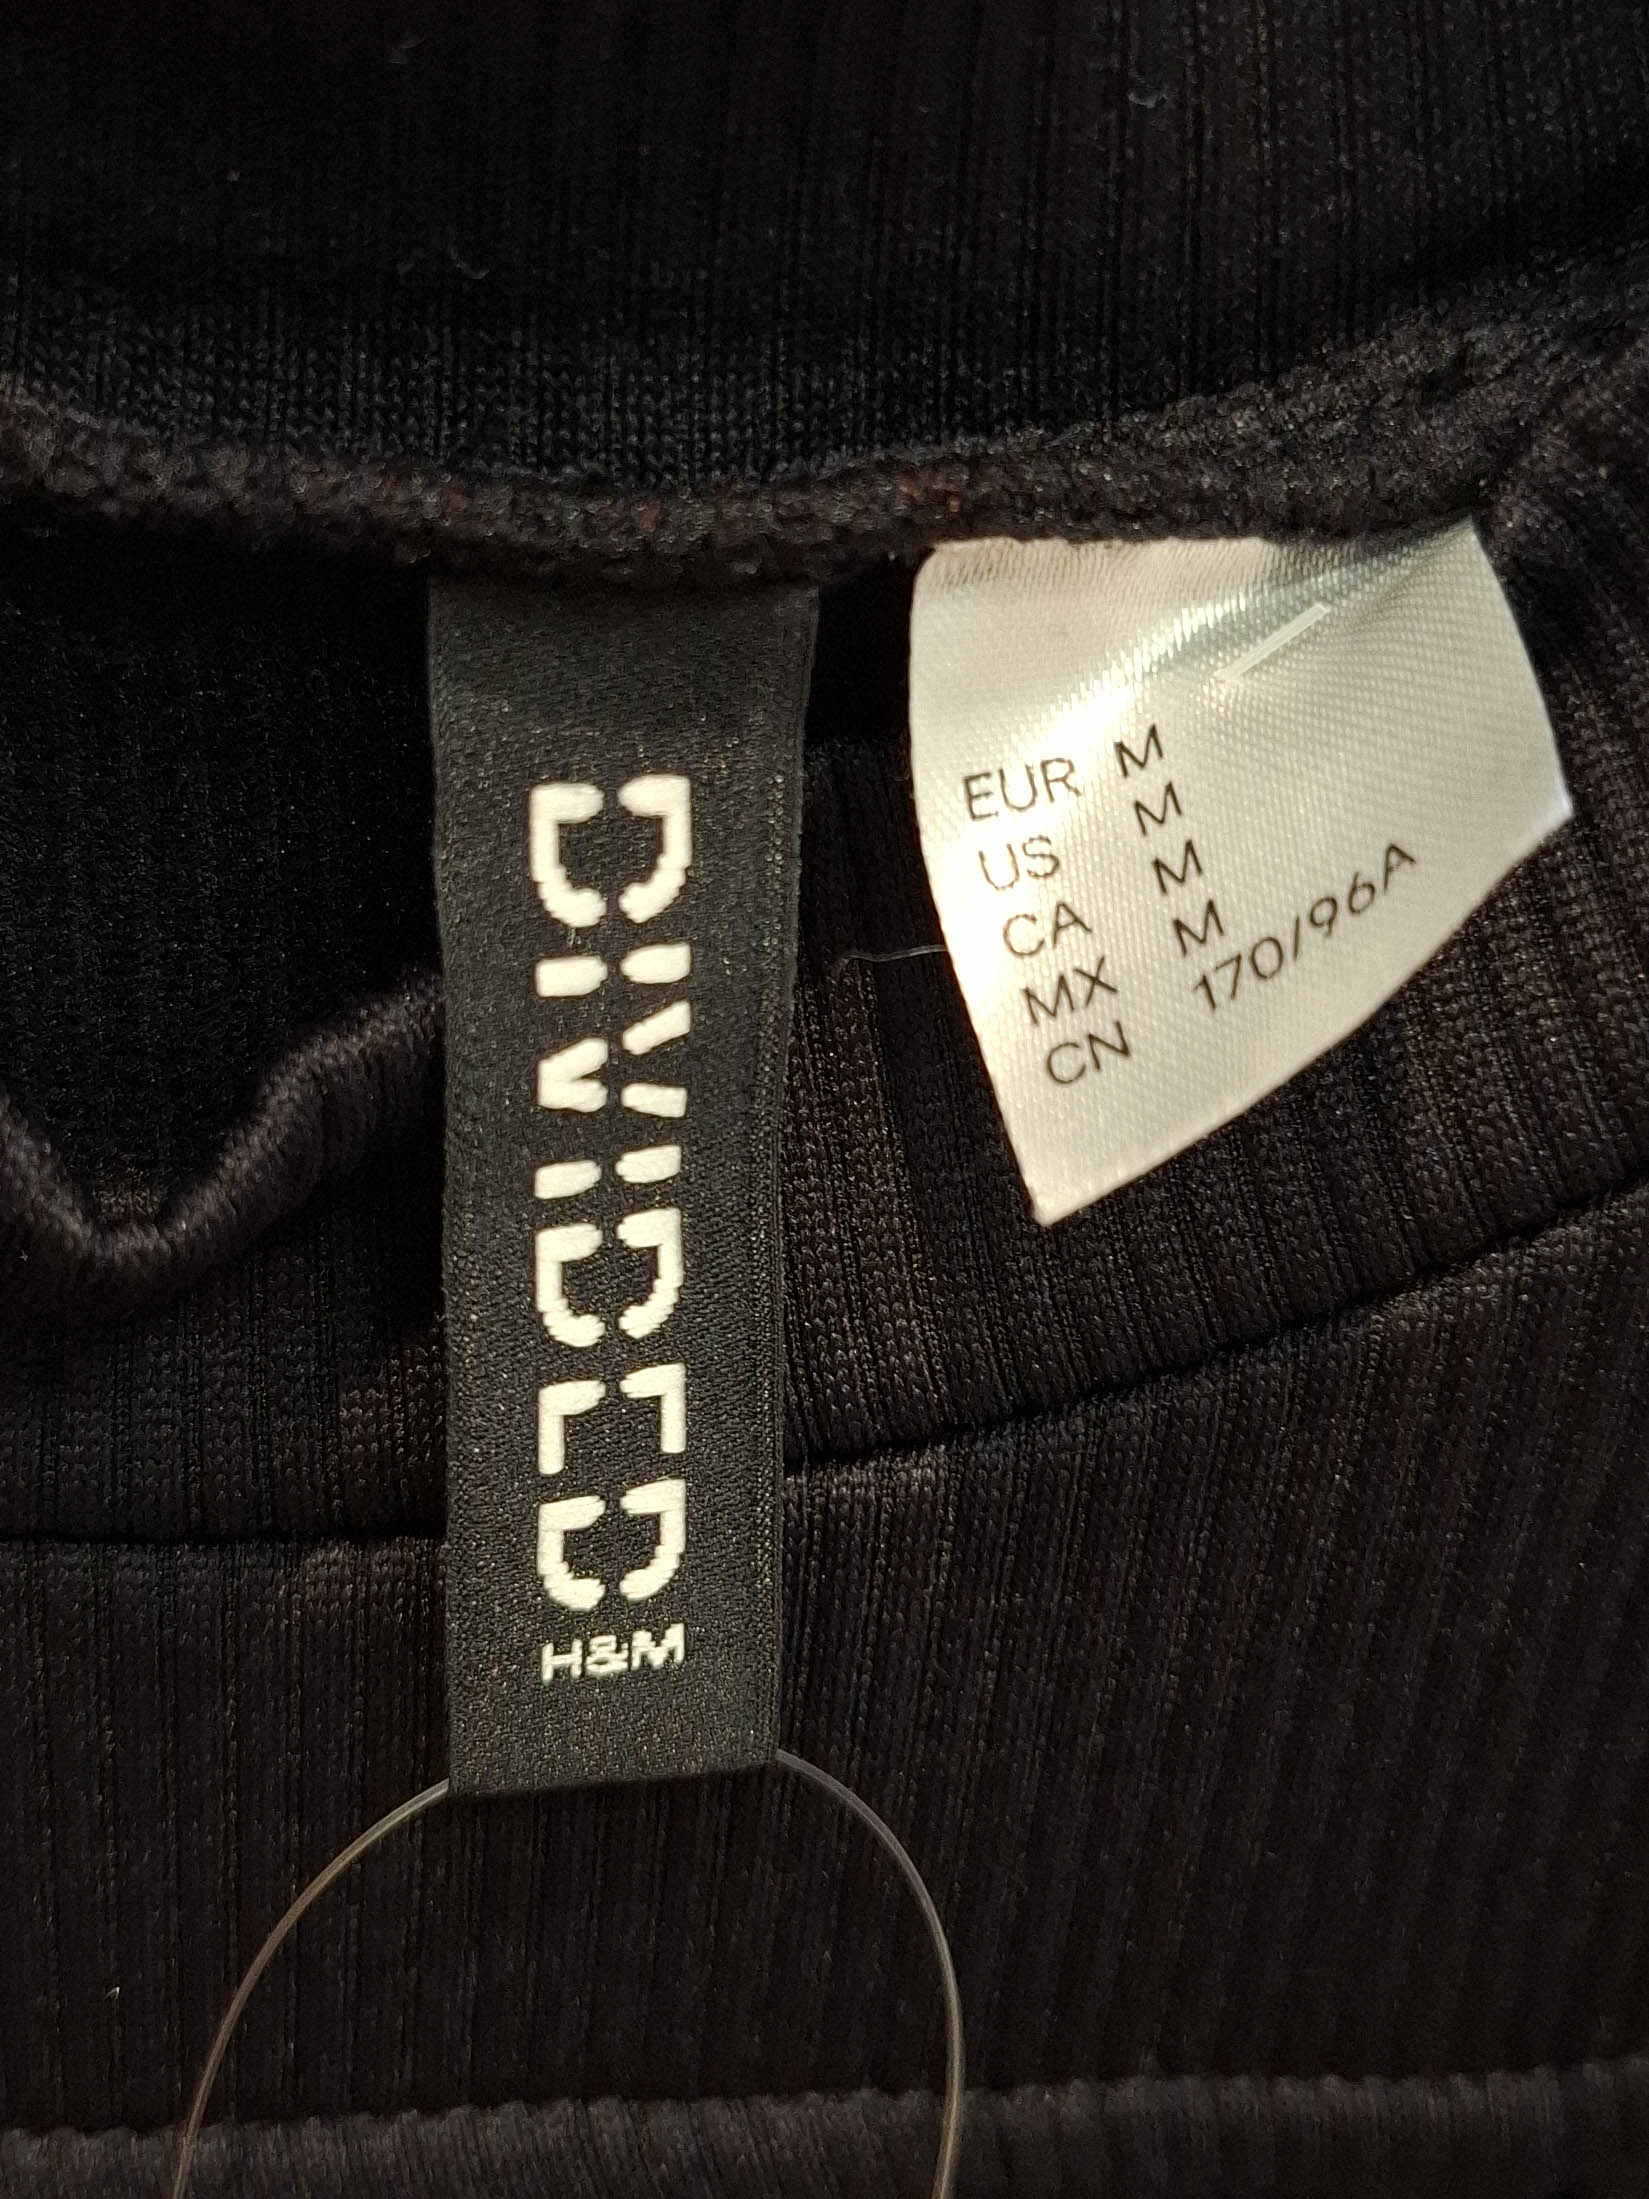 DIVIDED
H&M
EUR M
US M
CA M
MX M
CN 170/96A